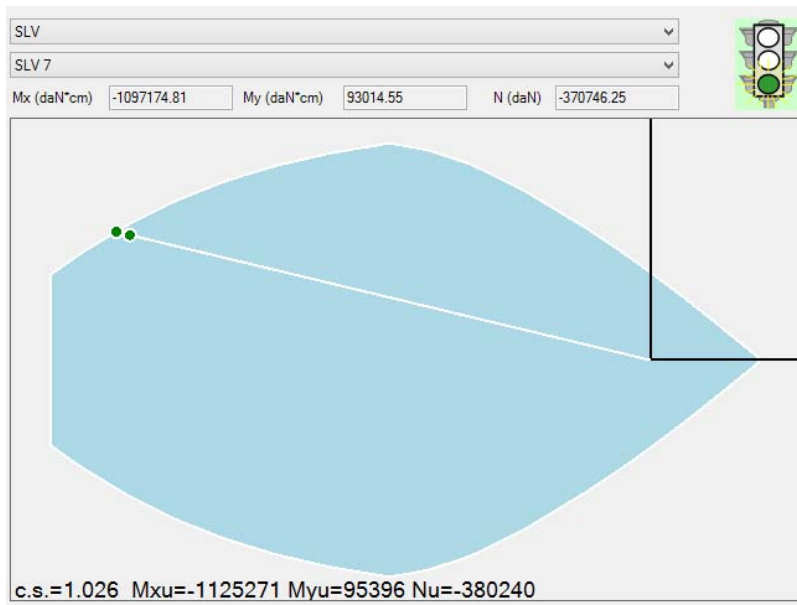 SLV
SLV 7
Mx (daN*cm) -1097174.81 My (daN*cm) 93014.55 N (daN) -370746.25
c.s.=1.026 Mxu=-1125271 Myu=95396 Nu=-380240